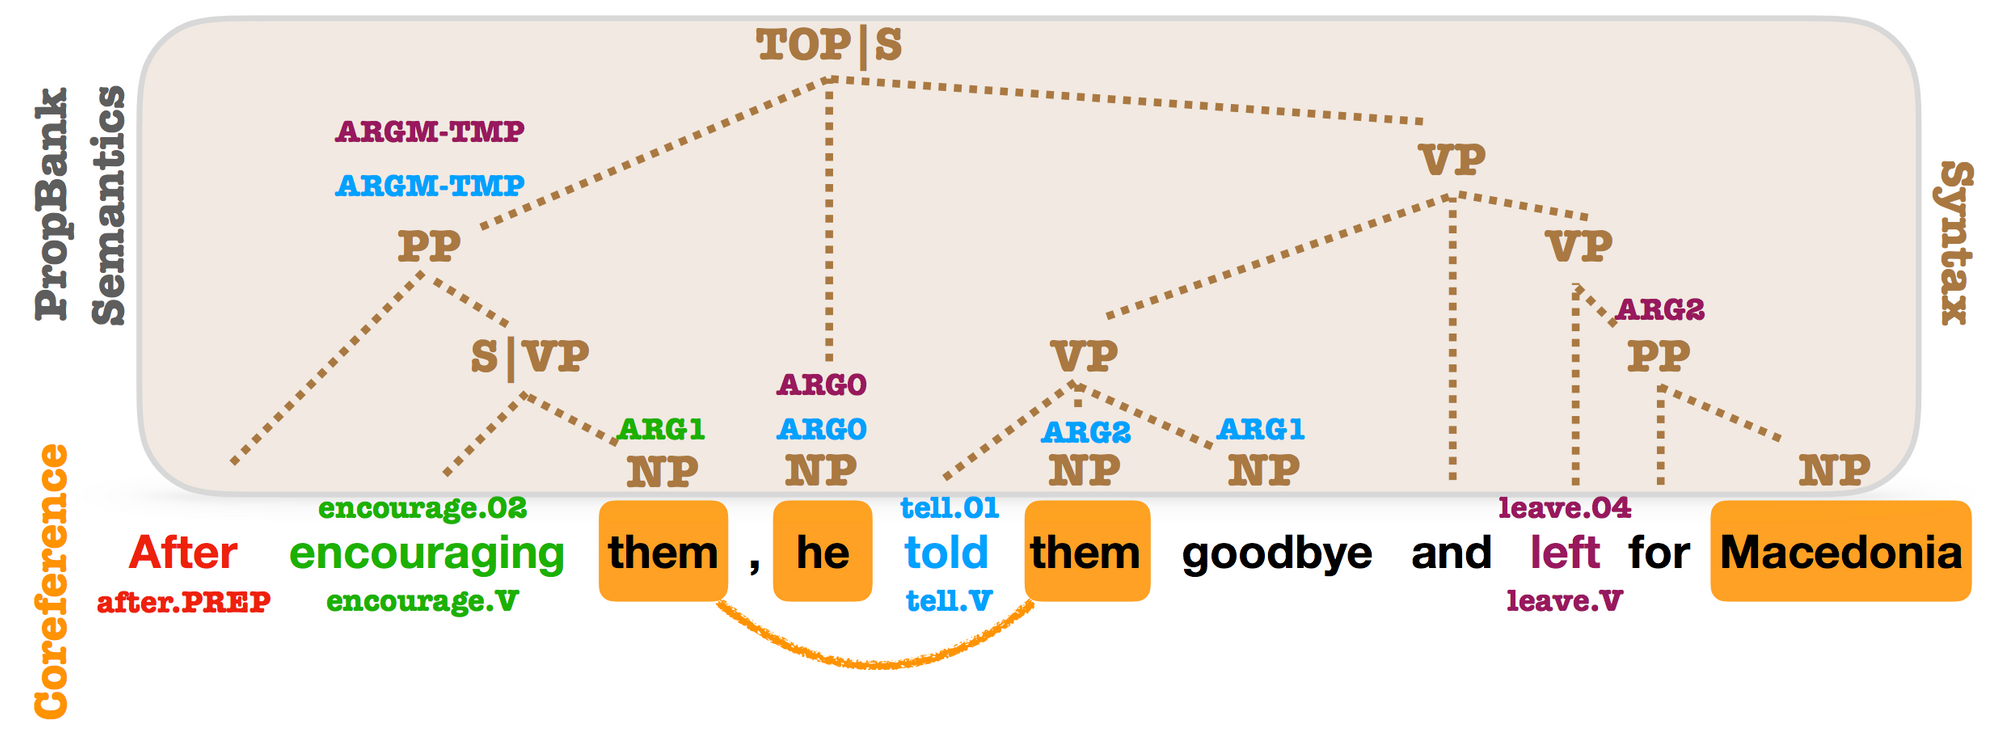 PropBank
Semantics
Coreference
Syntax
TOP|S
ARGM-TMP
VP
ARGM-TMP
PP VP
ARG2
S|VP VP PP
ARG0
ARG1 ARG0 ARG2 ARG1
NP NP NP NP NP
encourage.02 tell.01 leave.04
After encouraging them , he told them goodbye and left for Macedonia
after.PREP encourage.V tell.V leave.V